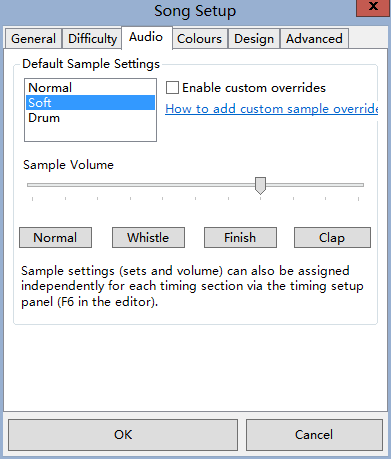 Song Setup
x
General Difficulty Audio Colours Design Advanced
Default Sample Settings
Normal
Soft
Drum
Enable custom overrides
How to add custom sample override
Sample Volume
Normal Whistle Finish Clap
Sample settings (sets and volume) can also be assigned
independently for each timing section via the timing setup
panel (F6 in the editor).
OK Cancel